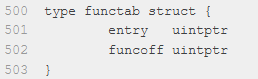 500 type functab struct {
501 entry uintptr
502 funcoff uintptr
503 }